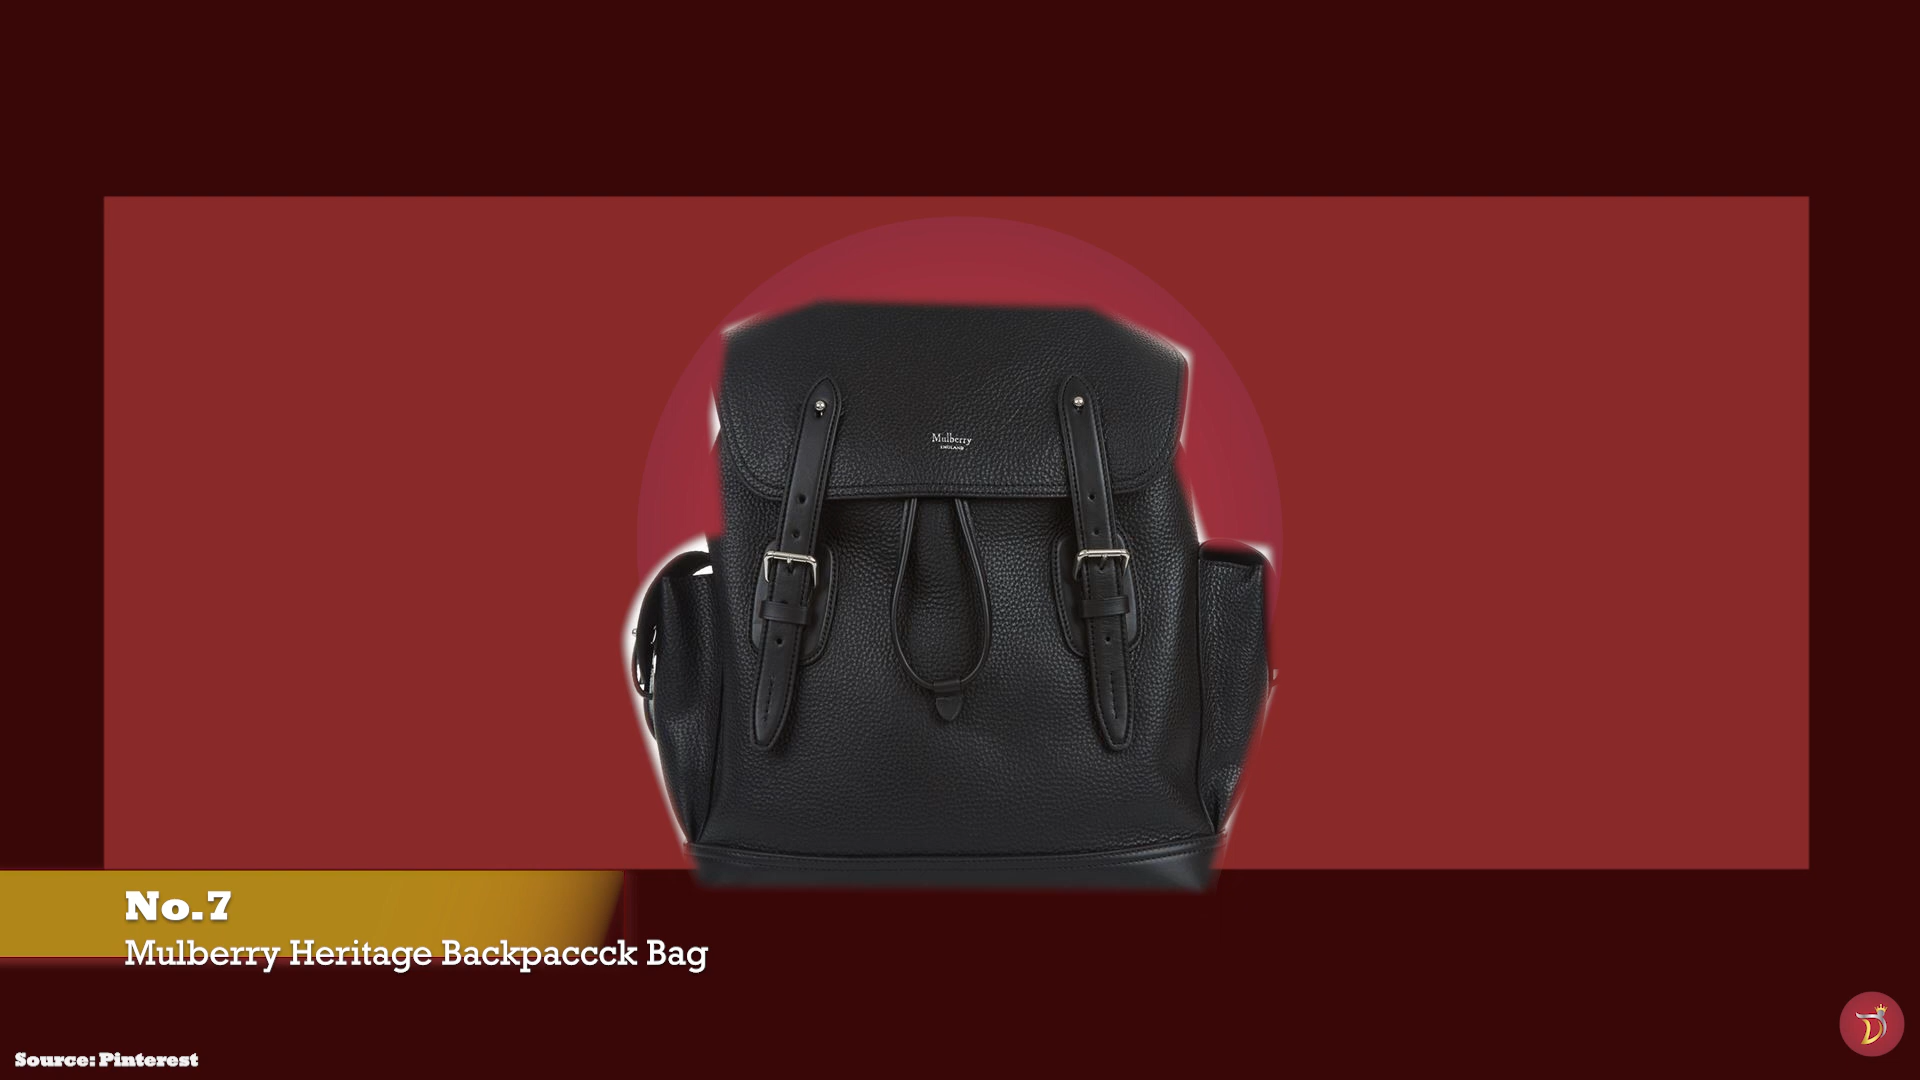 Mulberry
ENGLAND
No.7
Mulberry Heritage Backpaccck Bag
Source: Pinterest